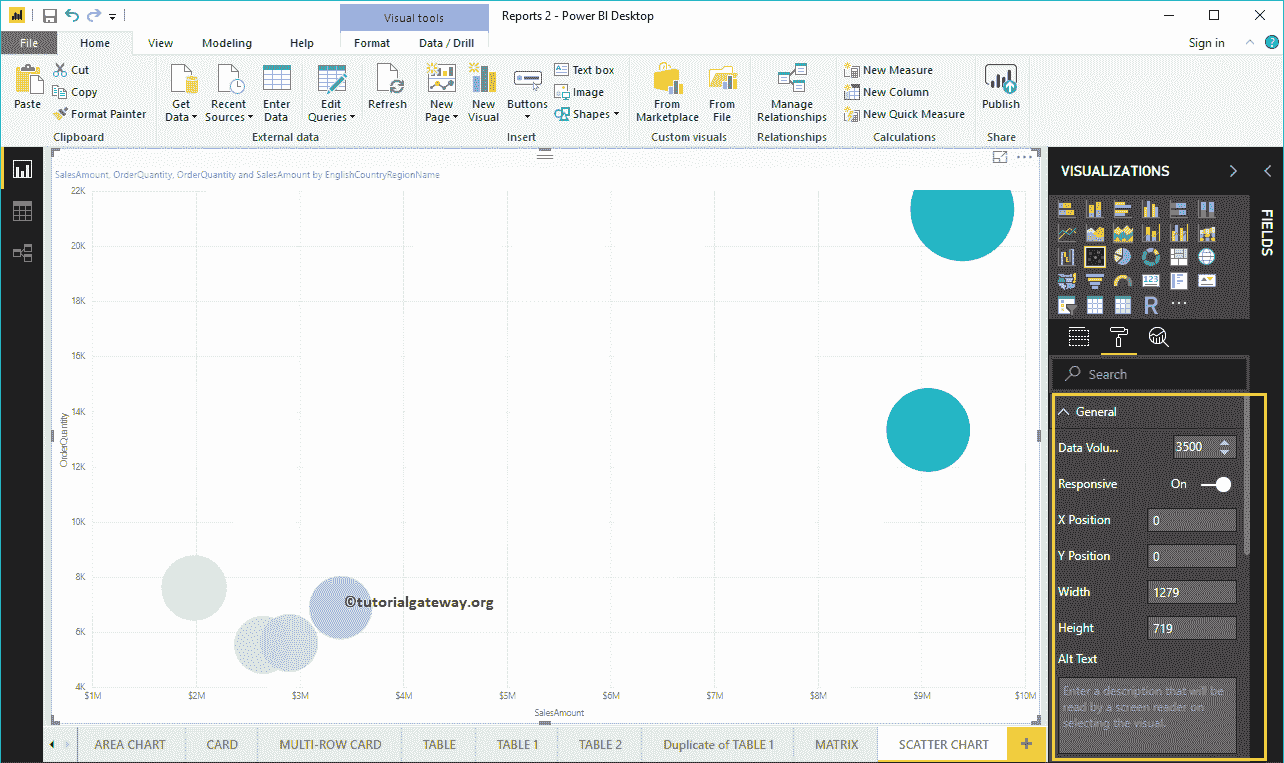 Visual tools
Reports 2 - Power BI Desktop
File Home View Modeling Help Format Data / Drill Sign in ?
Paste
Cut
Copy
Format Painter
Clipboard
Get Data
Recent Sources
Enter Data
Edit Queries
Refresh
External data
New Page
New Visual
Buttons
Text box
Image
Shapes
Insert
From Marketplace
From File
Custom visuals
Manage Relationships
Relationships
New Measure
New Column
New Quick Measure
Calculations
Publish
Share
SalesAmount, OrderQuantity, OrderQuantity and SalesAmount by EnglishCountryRegionName
22K
20K
18K
16K
14K
12K
10K
8K
6K
4K
OrderQuantity
$1M $2M $3M $4M $5M $6M $7M $8M $9M $10M
SalesAmount
©tutorialgateway.org
VISUALIZATIONS
FIELDS
123
R
Search
General
Data Volu... 3500
Responsive On
X Position 0
Y Position 0
Width 1279
Height 719
Alt Text
Enter a description that will be
read by a screen reader on
selecting the visual.
AREA CHART CARD MULTI-ROW CARD TABLE TABLE 1 TABLE 2 Duplicate of TABLE 1 MATRIX SCATTER CHART +